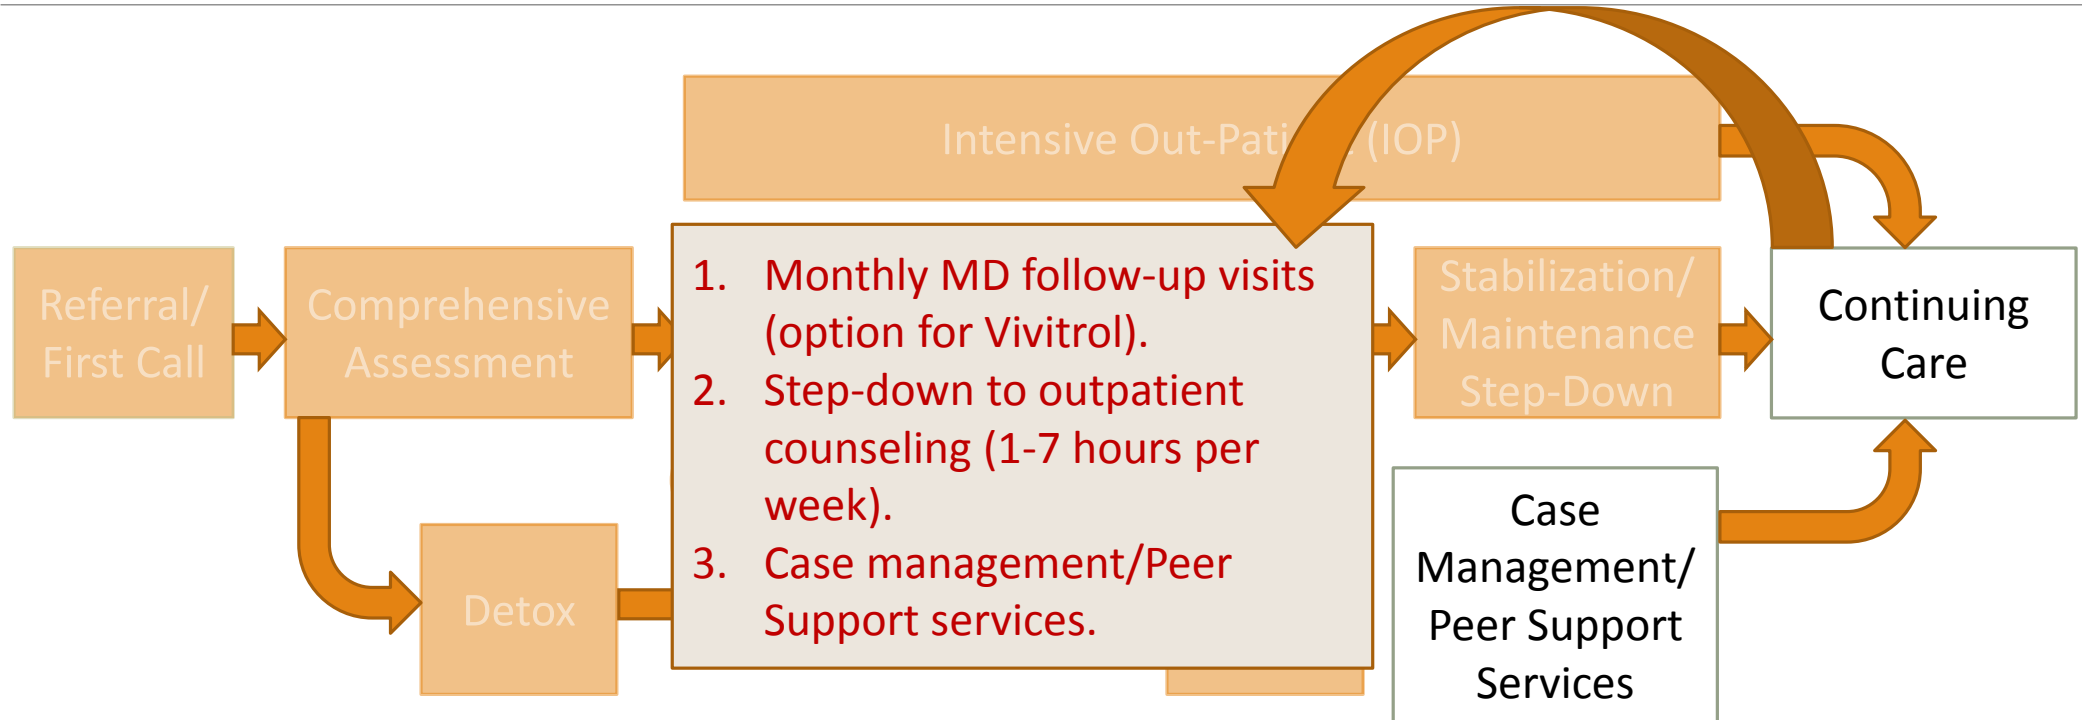 Intensive Out-Pati (IOP)
Referral/
First Call
Comprehensive
Assessment
1. Monthly MD follow-up visits
(option for Vivitrol).
2. Step-down to outpatient
counseling (1-7 hours per
week).
3. Case management/Peer
Support services.
Stabilization/
Maintenance
Step-Down
Continuing
Care
Detox
Case
Management/
Peer Support
Services